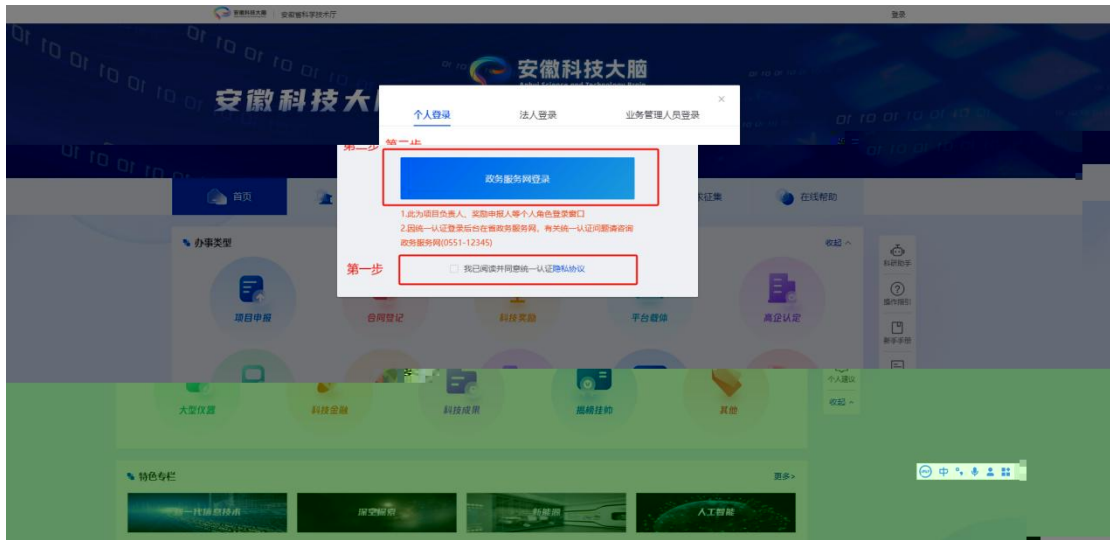 安徽科技大脑 安徽省科学技术厅 登录
安徽科技大脑
安徽科技大
个人登录 法人登录 业务管理人员登录
第二步
政务服务网登录
首页 在线帮助
1.此为项目负责人、奖励申报人等个人角色登录窗口
2.因统一认证登录后台在省政务服务网,有关统一认证问题请咨询
政务服务网(0551-12345)
办事类型 收起
第一步 我已阅读并同意统一认证隐私协议
科研助手
操作指引
新手手册
项目申报 合同登记 科技奖励 平台载体 高企认定
个人建议
收起
大型仪器 科技金融 科技成果 揭榜挂帅 其他
特色专栏 更多»
中
新一代信息技术 深空探索 新能源 人工智能